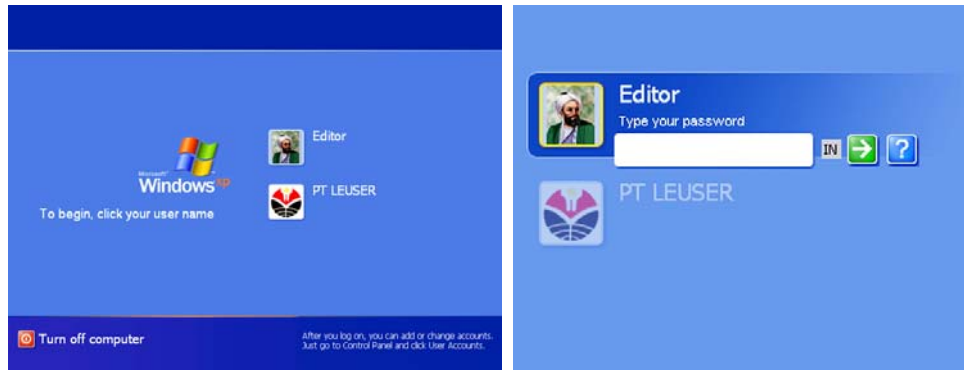 Editor
Microsoft
Windows xp
PT LEUSER
To begin, click your user name
Turn off computer
After you log on, you can add or change accounts.
Just go to Control Panel and click User Accounts.
Editor
Type your password
IN
?
PT LEUSER